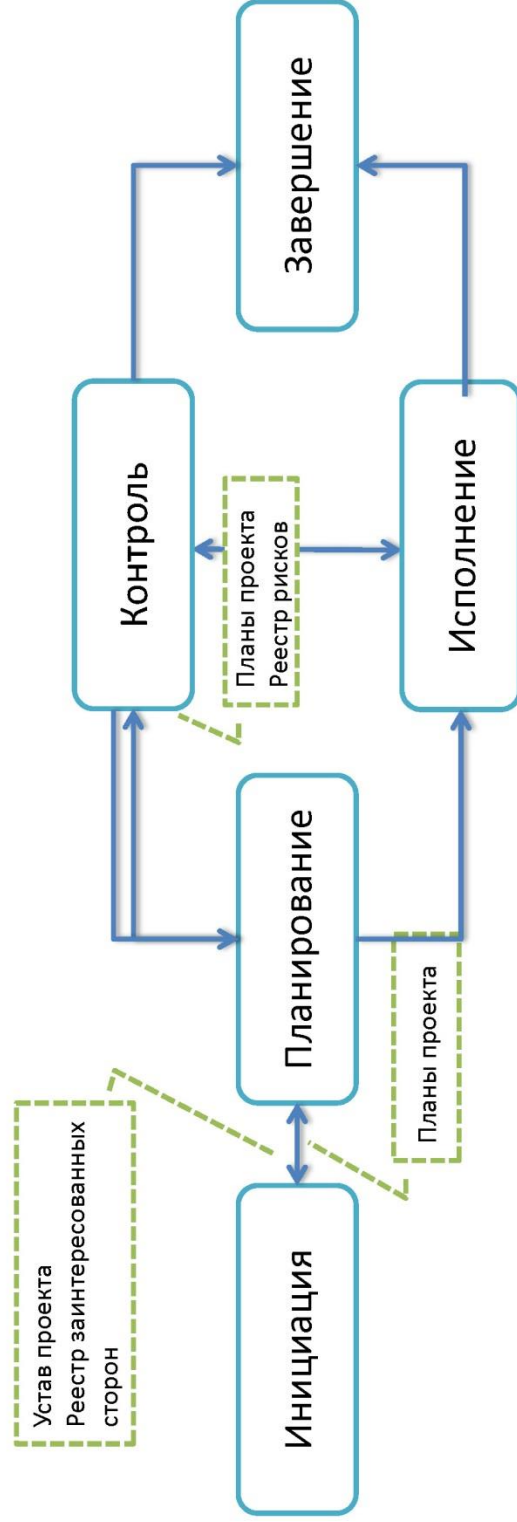 Устав проекта
Реестр заинтересованных
сторон
Инициация
Планирование
Планы проекта
Контроль
Планы проекта
Реестр рисков
Исполнение
Завершение